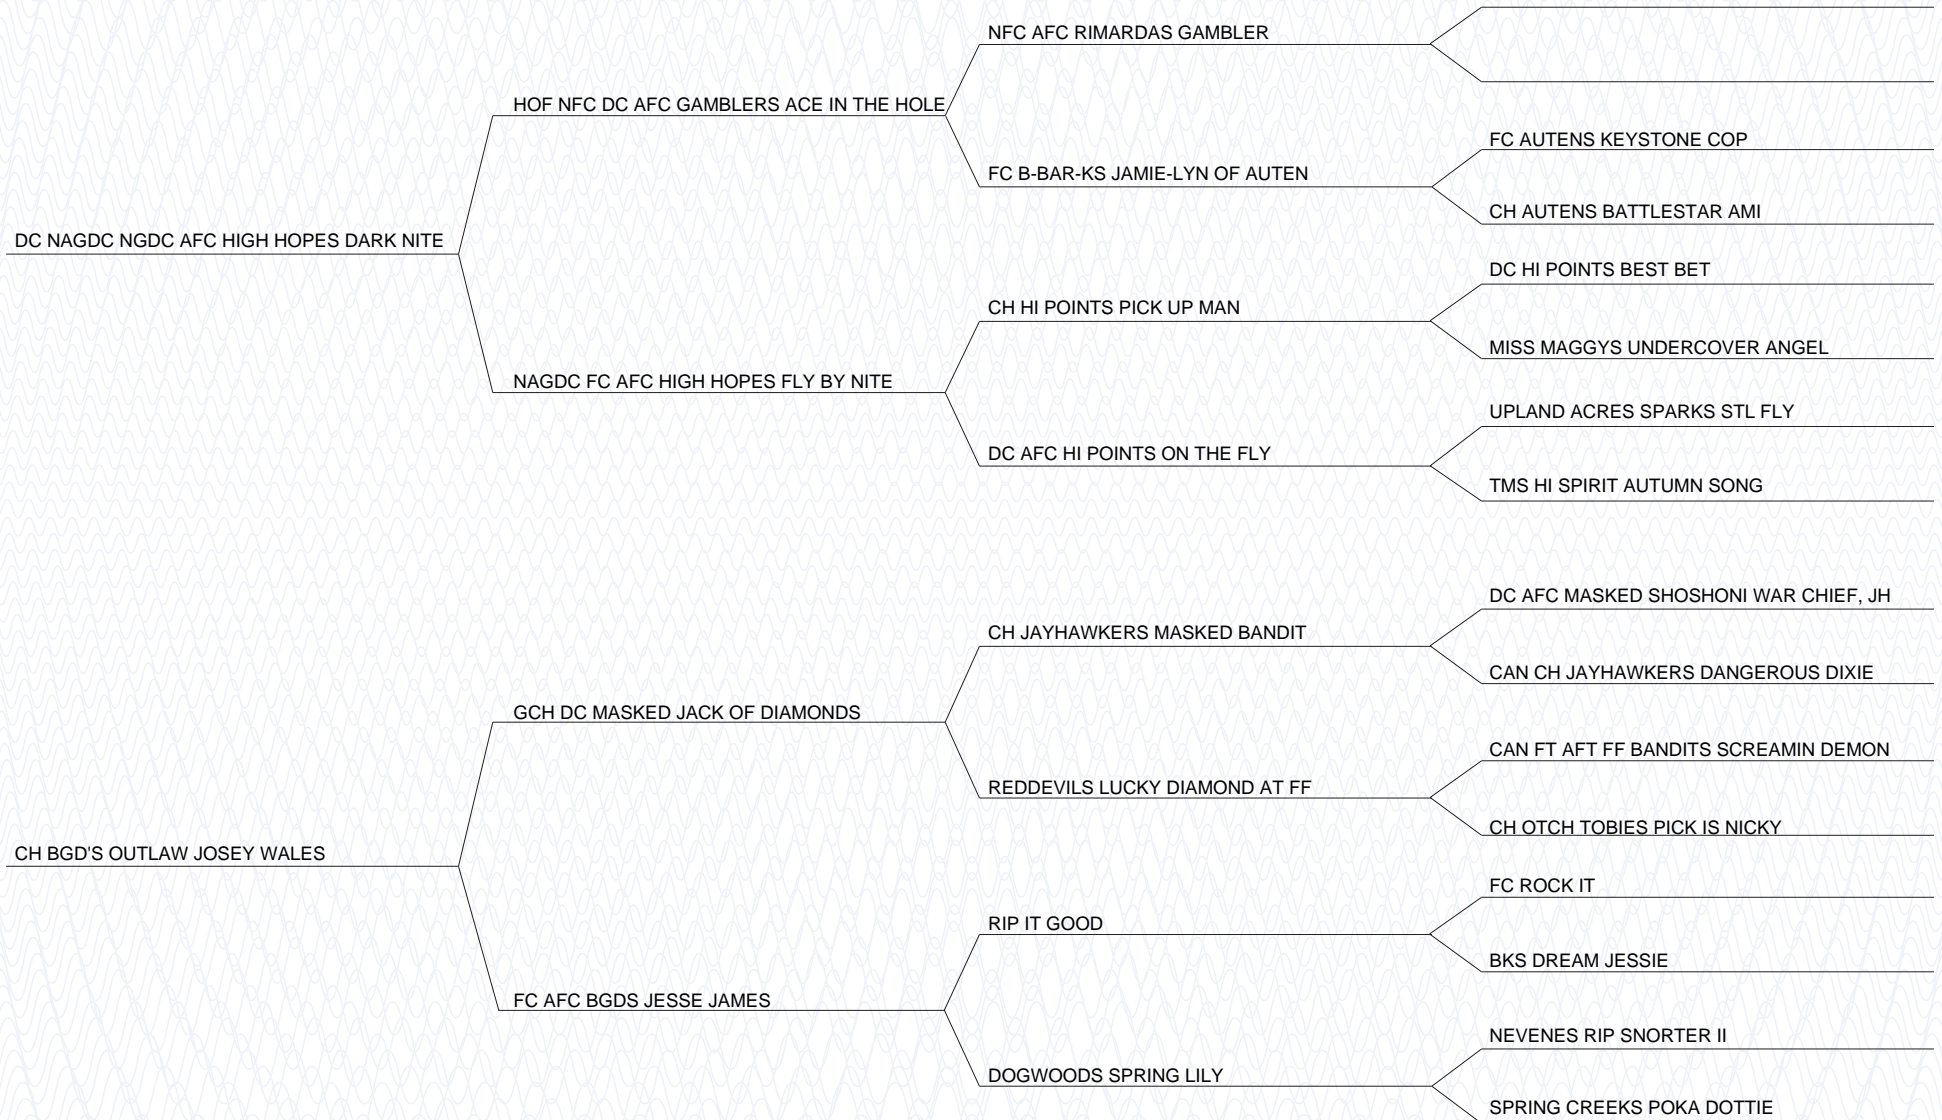 NFC AFC RIMARDAS GAMBLER
HOF NFC DC AFC GAMBLERS ACE IN THE HOLE
FC AUTENS KEYSTONE COP
FC B-BAR-KS JAMIE-LYN OF AUTEN
CH AUTENS BATTLESTAR AMI
DC NAGDC NGDC AFC HIGH HOPES DARK NITE
DC HI POINTS BEST BET
CH HI POINTS PICK UP MAN
MISS MAGGYS UNDERCOVER ANGEL
NAGDC FC AFC HIGH HOPES FLY BY NITE
UPLAND ACRES SPARKS STL FLY
DC AFC HI POINTS ON THE FLY
TMS HI SPIRIT AUTUMN SONG
DC AFC MASKED SHOSHONI WAR CHIEF, JH
CH JAYHAWKERS MASKED BANDIT
CAN CH JAYHAWKERS DANGEROUS DIXIE
GCH DC MASKED JACK OF DIAMONDS
CAN FT AFT FF BANDITS SCREAMIN DEMON
REDDEVILS LUCKY DIAMOND AT FF
CH OTCH TOBIES PICK IS NICKY
CH BGD'S OUTLAW JOSEY WALES
FC ROCK IT
RIP IT GOOD
BKS DREAM JESSIE
FC AFC BGDS JESSE JAMES
NEVENES RIP SNORTER II
DOGWOODS SPRING LILY
SPRING CREEKS POKA DOTTIE